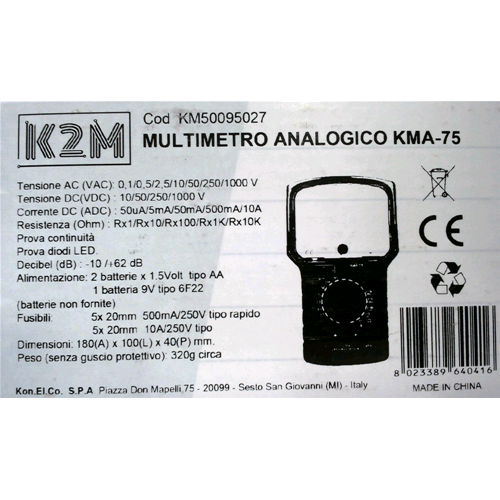 K2M
Cod KM50095027
MULTIMETRO ANALOGICO KMA-75
Tensione AC (VAC): 0,1/0,5/2,5/10/50/250/1000 V
Tensione DC(VDC) : 10/50/250/1000 V
Corrente DC (ADC) : 50uA/5mA/50mA/500mA/10A
Resistenza (Ohm) : Rx1/Rx10/Rx100/Rx1K/Rx10K
Prova continuità
Prova diodi LED.
Decibel (dB) : -10 /+62 dB
Alimentazione: 2 batterie x 1.5Volt tipo AA
1 batteria 9V tipo 6F22
(batterie non fornite)
Fusibili: 5x 20mm 500mA/250V tipo rapido
5x 20mm 10A/250V tipo
Dimensioni: 180(A) x 100(L) x 40(P) mm.
Peso (senza guscio protettivo): 320g circa
Kon.El.Co. S.P.A. Piazza Don Mapelli,75 - 20099 - Sesto San Giovanni (MI) - Italy
CE
8 023389 640416
MADE IN CHINA